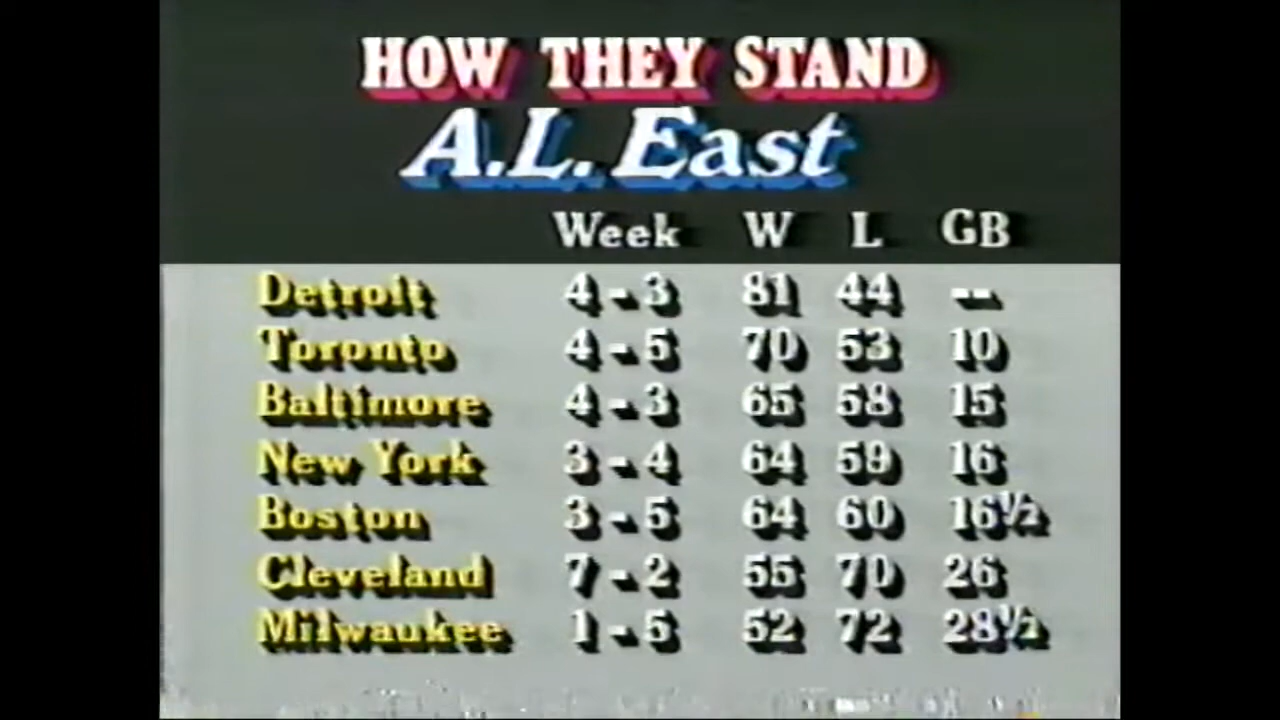 HOW THEY STAND
A.L. East
Week W L GB
Detroit 4-3 81 44 --
Toronto 4-5 70 53 10
Baltimore 4-3 65 58 15
New York 3-4 64 59 16
Boston 3-5 64 60 16½
Cleveland 7-2 55 70 26
Milwaukee 1-5 52 72 28½